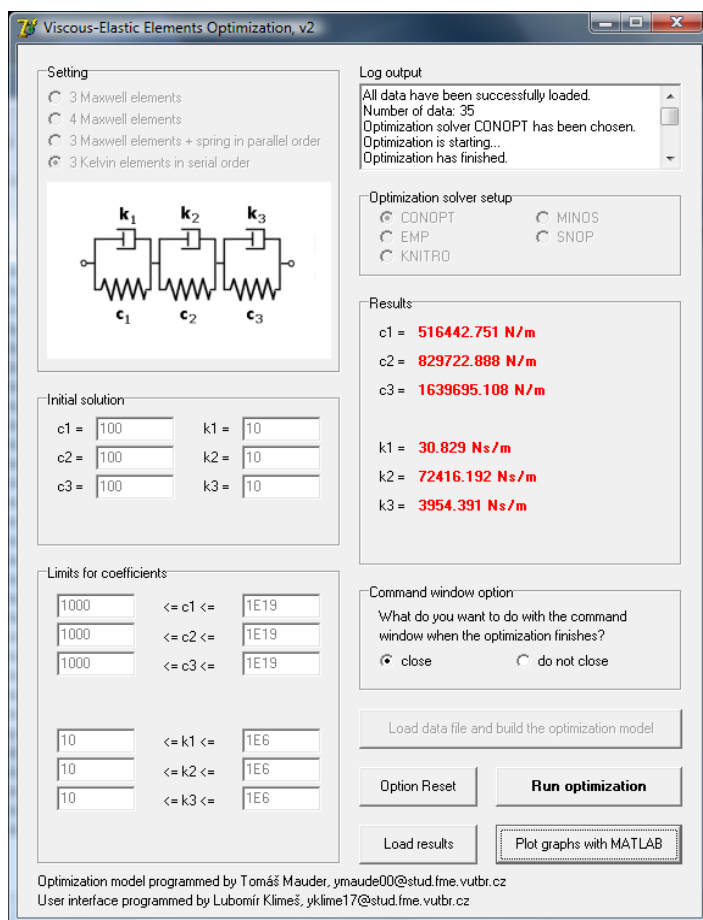 Viscous-Elastic Elements Optimization, v2
Setting
3 Maxwell elements
4 Maxwell elements
3 Maxwell elements + spring in parallel order
3 Kelvin elements in serial order
k1 k2 k3
c1 c2 c3
Initial solution
c1 = 100 k1 = 10
c2 = 100 k2 = 10
c3 = 100 k3 = 10
Limits for coefficients
1000 <= c1 <= 1E19
1000 <= c2 <= 1E19
1000 <= c3 <= 1E19
10 <= k1 <= 1E6
10 <= k2 <= 1E6
10 <= k3 <= 1E6
Log output
All data have been successfully loaded.
Number of data: 35
Optimization solver CONOPT has been chosen.
Optimization is starting...
Optimization has finished.
Optimization solver setup
CONOPT MINOS
EMP SNOP
KNITRO
Results
c1 = 516442.751 N/m
c2 = 829722.888 N/m
c3 = 1639695.108 N/m
k1 = 30.829 Ns/m
k2 = 72416.192 Ns/m
k3 = 3954.391 Ns/m
Command window option
What do you want to do with the command
window when the optimization finishes?
close do not close
Load data file and build the optimization model
Option Reset Run optimization
Load results Plot graphs with MATLAB
Optimization model programmed by Tomáš Mauder, ymaude00@stud.fme.vutbr.cz
User interface programmed by Lubomír Klimeš, yklime17@stud.fme.vutbr.cz